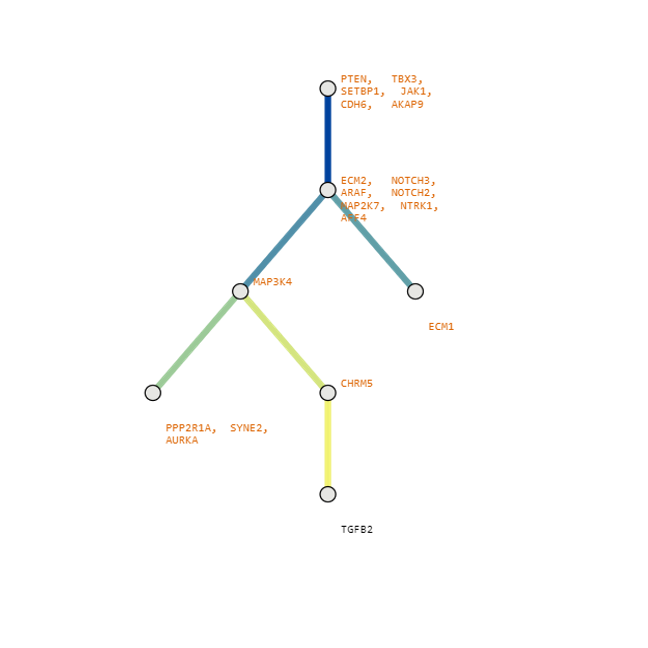 PTEN, TBX3,
SETBP1, JAK1,
CDH6, AKAP9
ECM2, NOTCH3,
ARAF, NOTCH2,
MAP2K7, NTRK1,
MAP3K4
ECM1
CHRM5
PPP2R1A, SYNE2,
AURKA
TGFB2